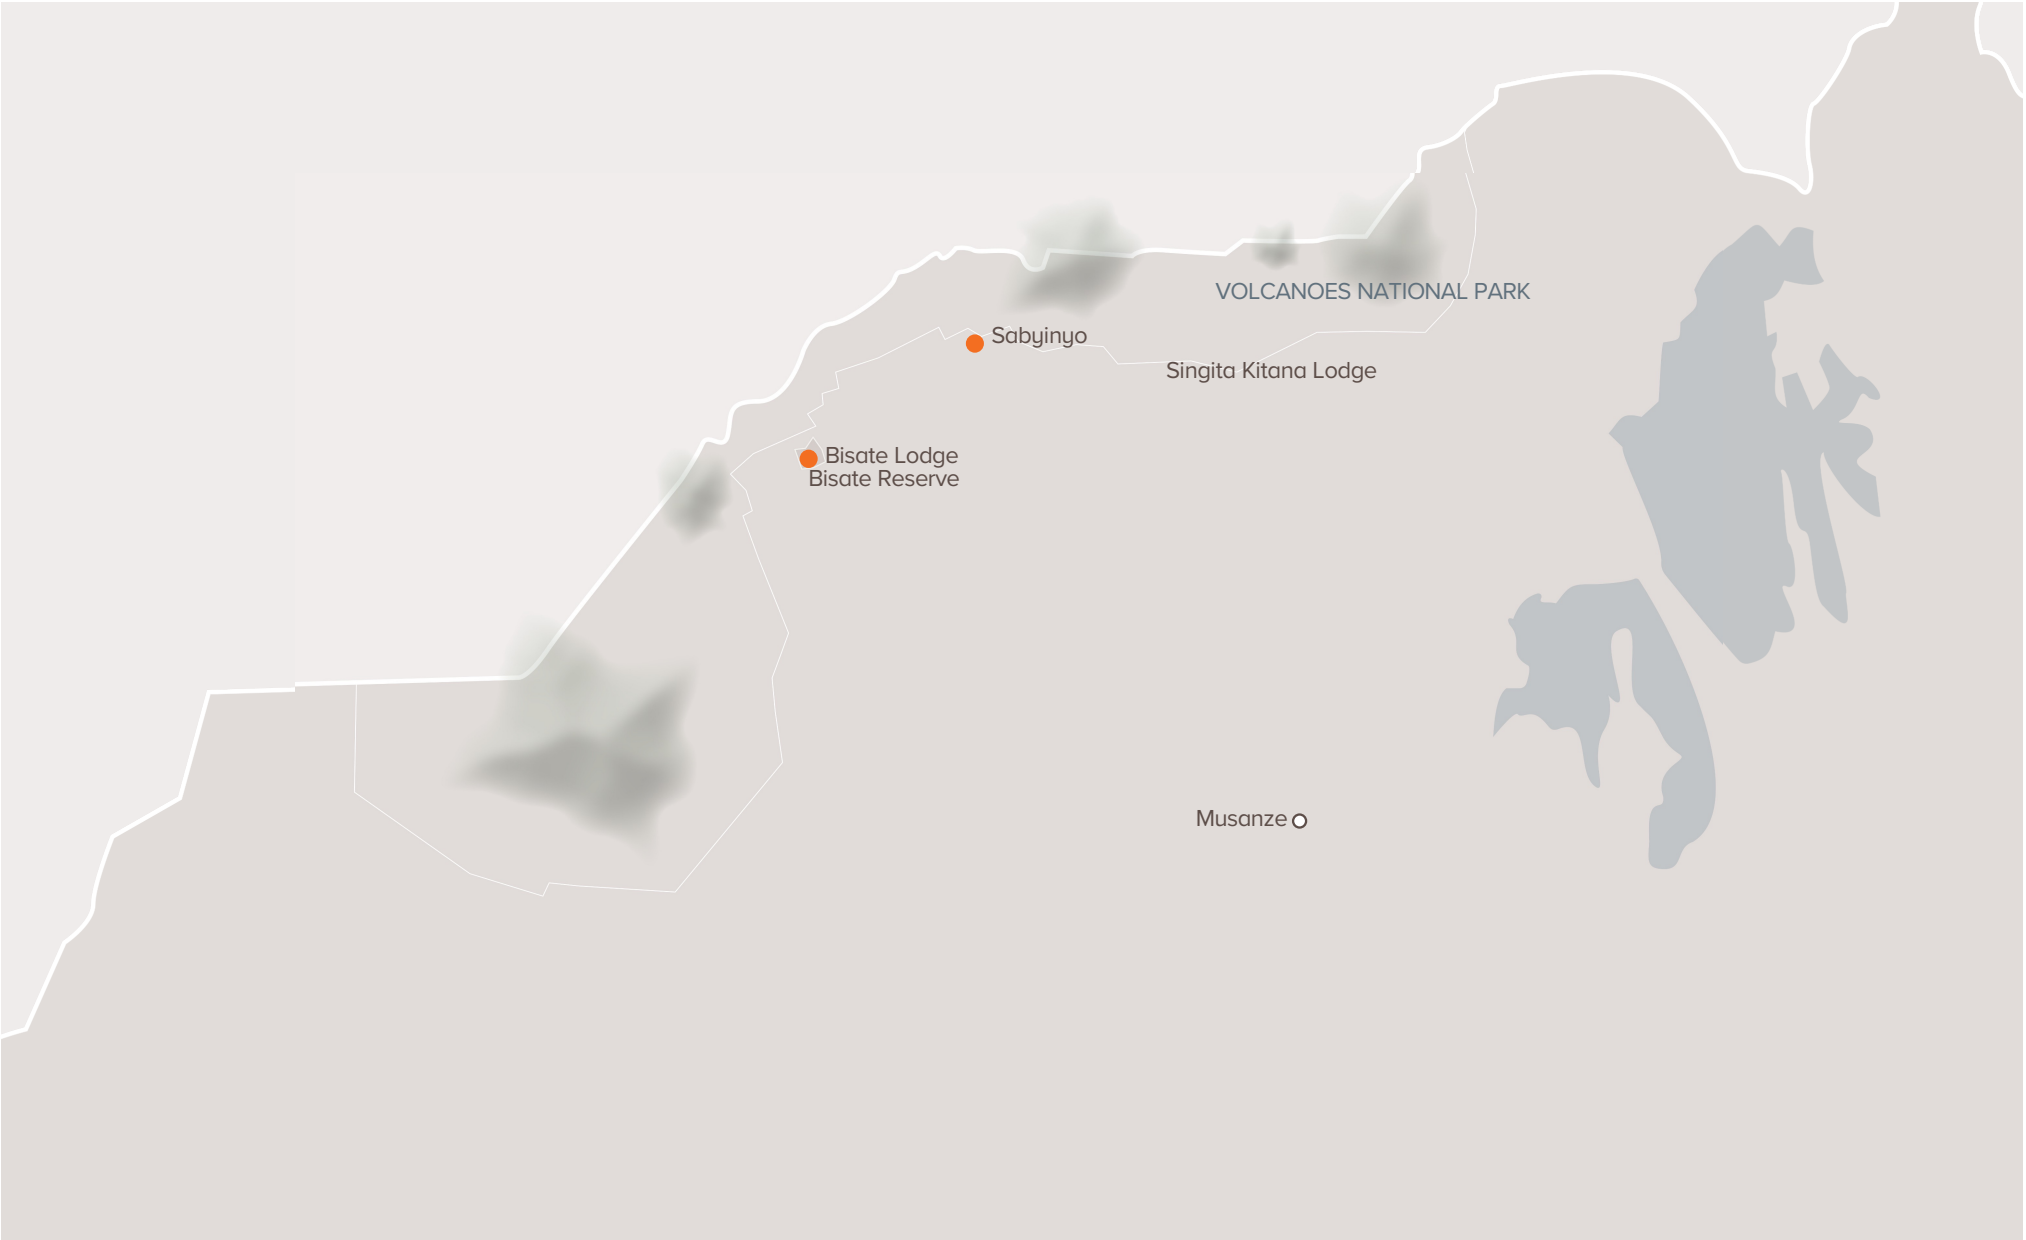 VOLCANOES NATIONAL PARK
Sabyinyo
Singita Kitana Lodge
Bisate Lodge
Bisate Reserve
Musanze